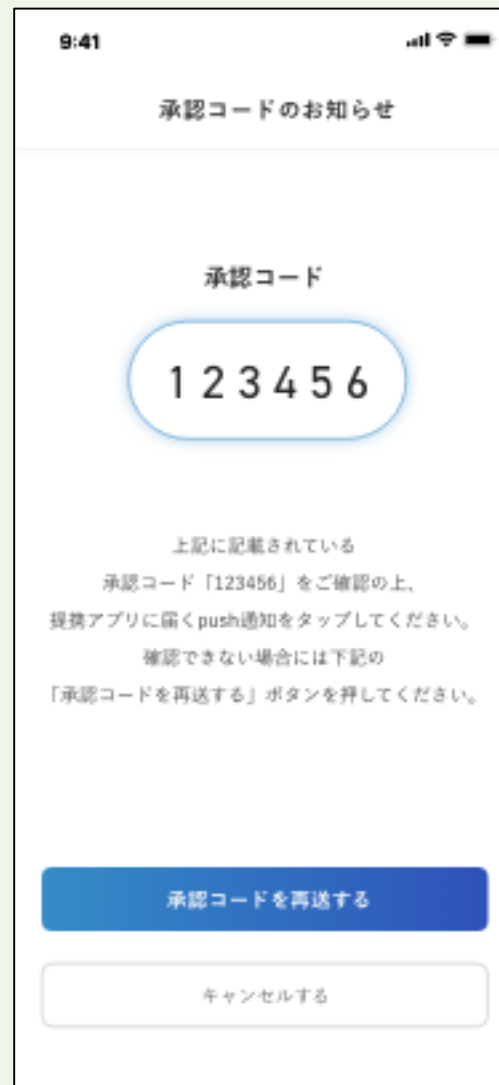 9:41
承認コードのお知らせ
承認コード
123456
上記に記載されている
承認コード「123456」をご確認の上、
提携アプリに届くpush通知をタップしてください。
確認できない場合には下記の
「承認コードを再送する」ボタンを押してください。
承認コードを再送する
キャンセルする